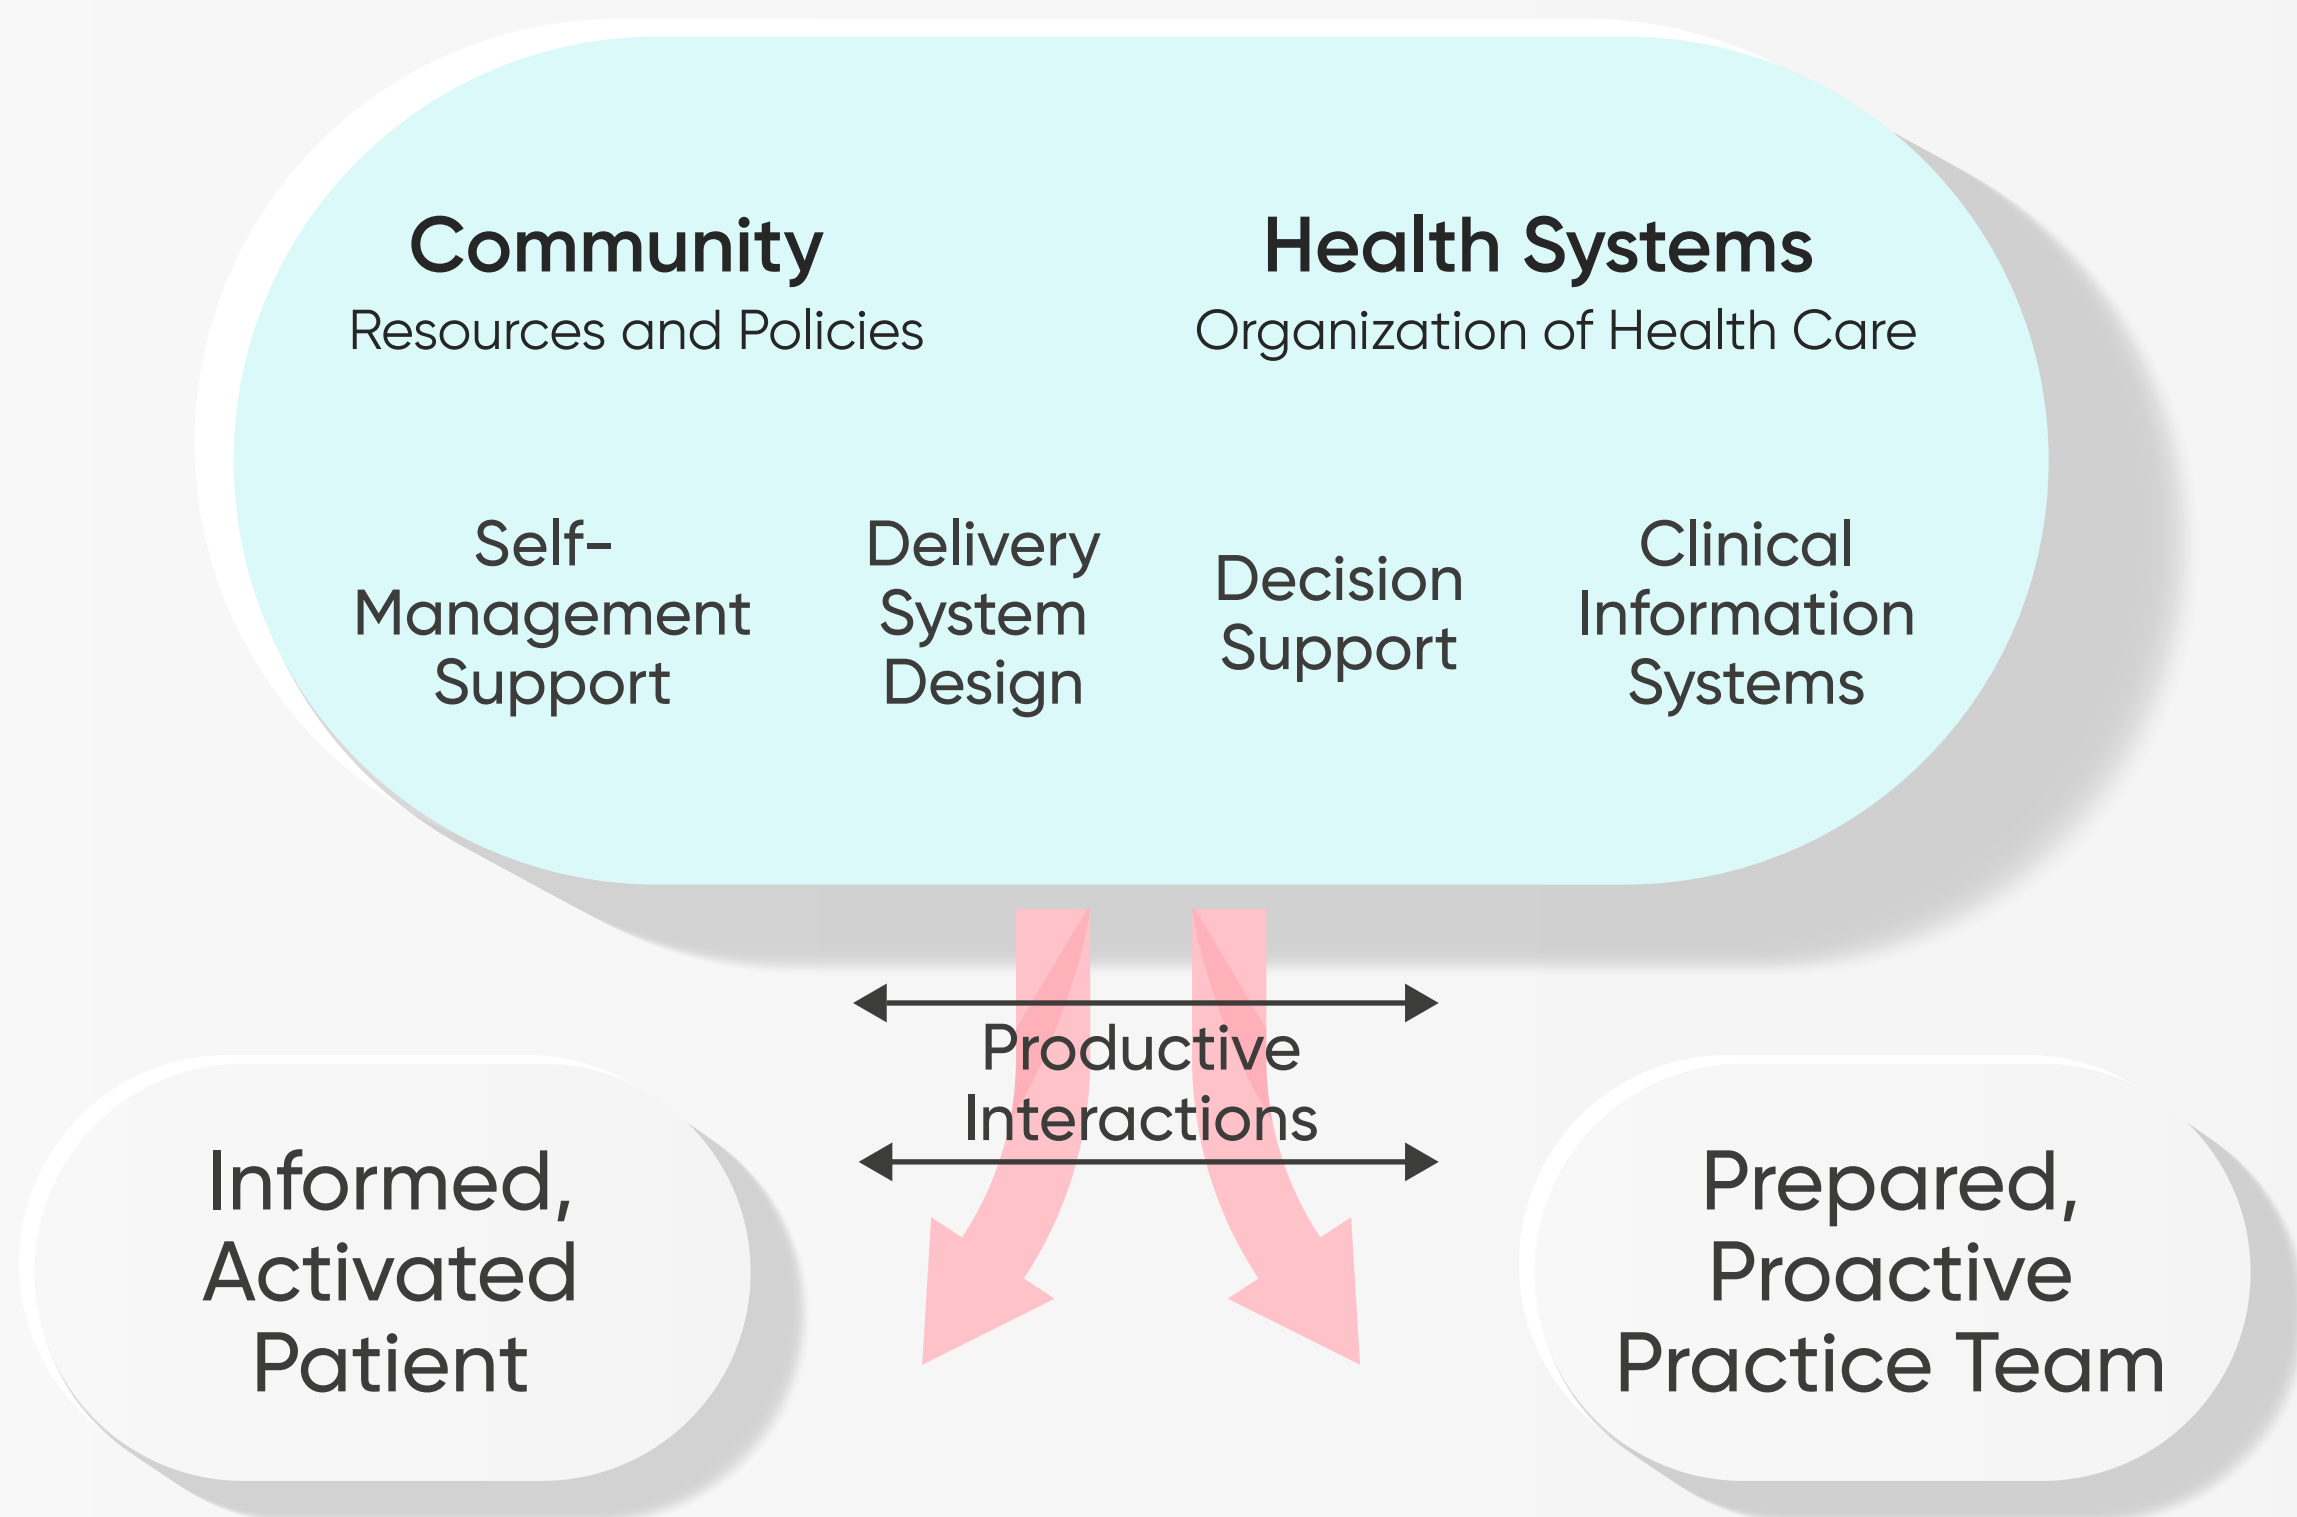 Community
Resources and Policies
Health Systems
Organization of Health Care
Self-
Management
Support
Delivery
System
Design
Decision
Support
Clinical
Information
Systems
Productive
Interactions
Informed,
Activated
Patient
Prepared,
Proactive
Practice Team